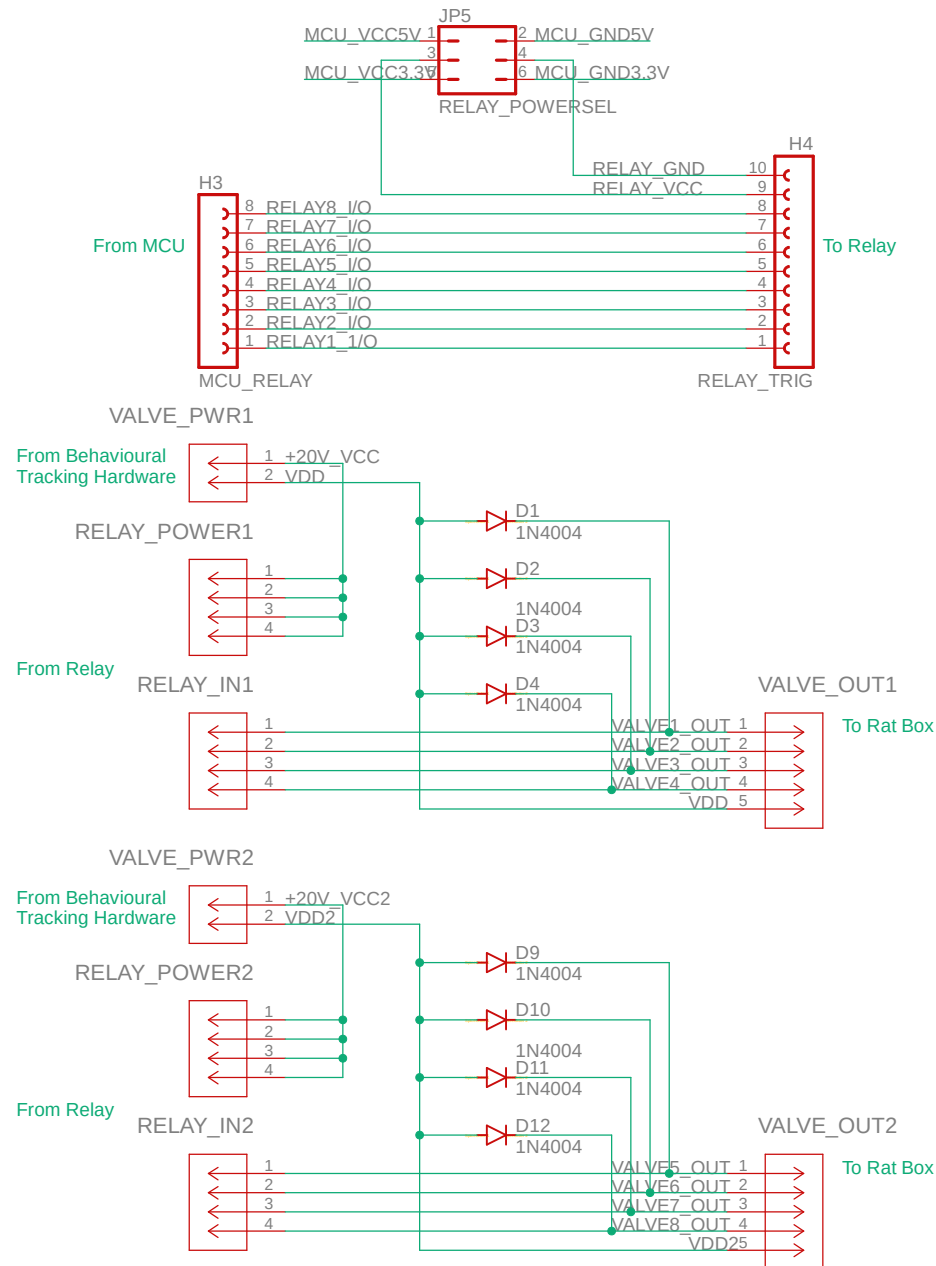 JP5
MCU_VCC5V 1 2 MCU_GND5V
3 4
MCU_VCC3.3V 5 6 MCU_GND3.3V
RELAY_POWERSEL
H4
RELAY_GND 10
RELAY_VCC 9
H3
8 RELAY8_I/O 8
7 RELAY7_I/O 7
From MCU 6 RELAY6_I/O 6 To Relay
5 RELAY5_I/O 5
4 RELAY4_I/O 4
3 RELAY3_I/O 3
2 RELAY2_I/O 2
1 RELAY1_1/O 1
MCU_RELAY RELAY_TRIG
VALVE_PWR1
From Behavioural
Tracking Hardware
1 +20V_VCC
2 VDD
D1
1N4004
RELAY_POWER1
1
2
3
4
D2
1N4004
D3
1N4004
From Relay
RELAY_IN1
D4
1N4004
VALVE_OUT1
1 VALVE1_OUT 1 To Rat Box
2 VALVE2_OUT 2
3 VALVE3_OUT 3
4 VALVE4_OUT 4
VDD 5
VALVE_PWR2
From Behavioural
Tracking Hardware
1 +20V_VCC2
2 VDD2
D9
1N4004
RELAY_POWER2
1
2
3
4
D10
1N4004
D11
1N4004
From Relay
RELAY_IN2
D12
1N4004
VALVE_OUT2
1 VALVE5_OUT 1 To Rat Box
2 VALVE6_OUT 2
3 VALVE7_OUT 3
4 VALVE8_OUT 4
VDD2 5